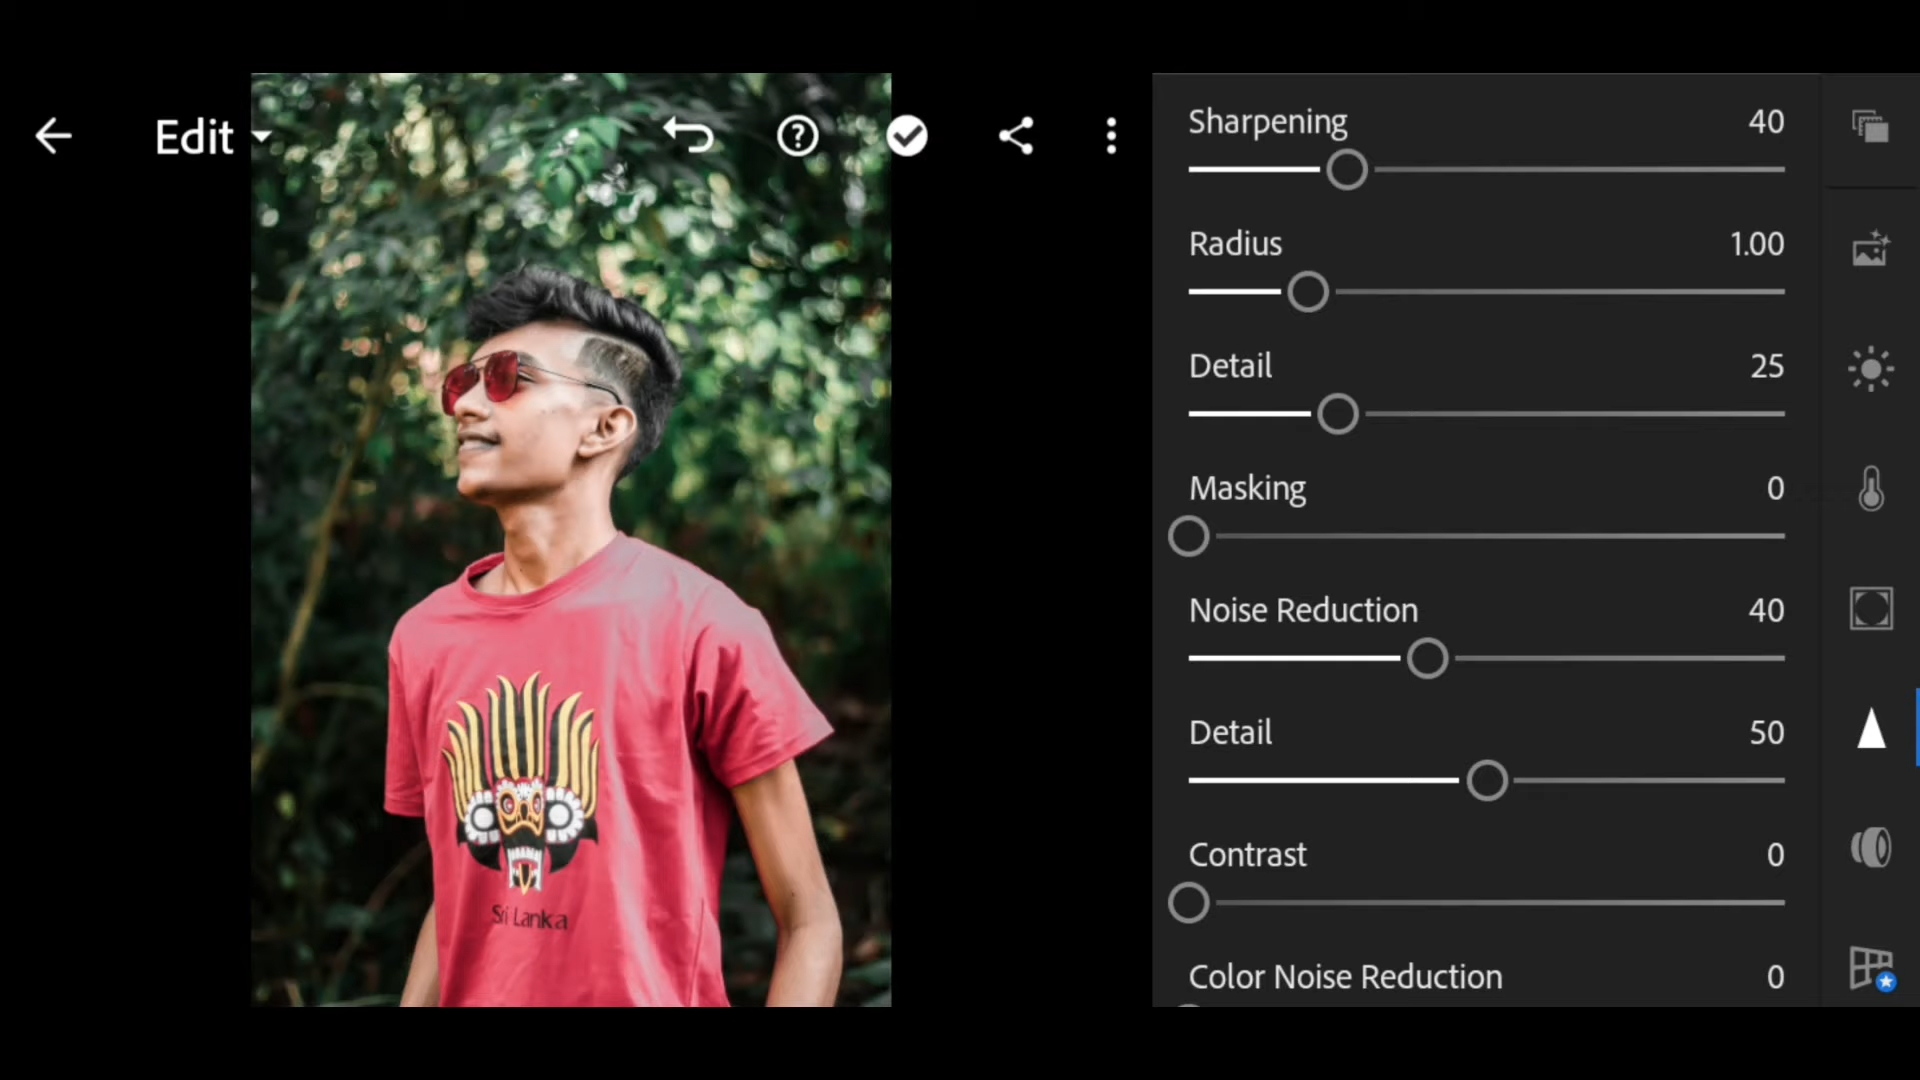 Edit
Sri Lanka
Sharpening 40
Radius 1.00
Detail 25
Masking 0
Noise Reduction 40
Detail 50
Contrast 0
Color Noise Reduction 0